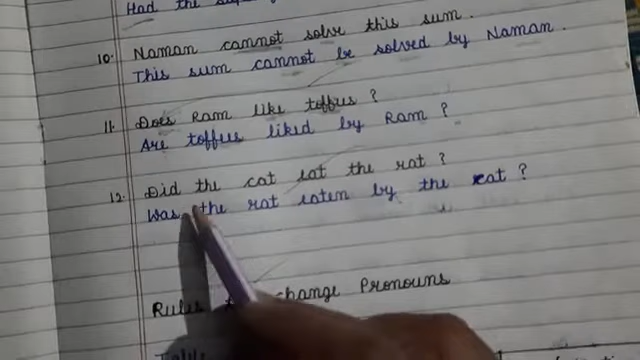 Had the
10. Naman cannot solve this sum.
This sum cannot be solved by Naman.
11. Does Ram like toffees ?
Are toffees liked by Ram ?
12. Did the cat eat the rat ?
Was the rat eaten by the cat ?
Rules change Pronouns